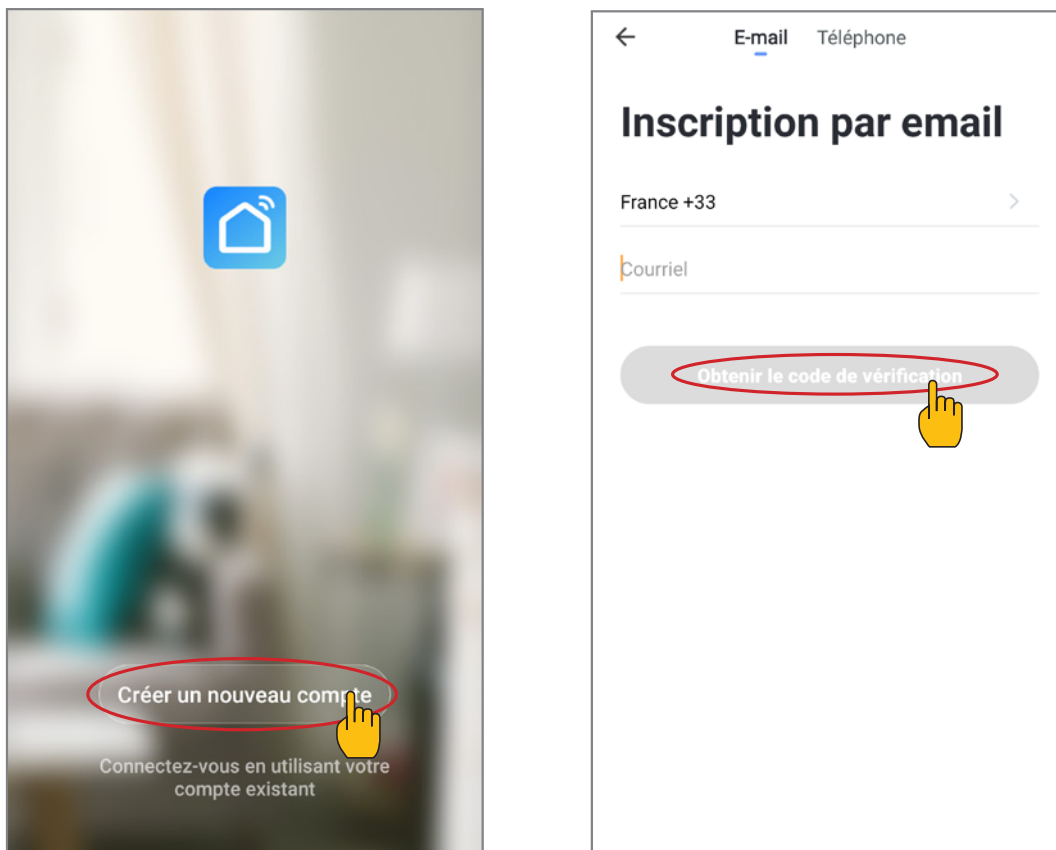 Créer un nouveau compte
Connectez-vous en utilisant votre
compte existant
E-mail Téléphone
Inscription par email
France +33
Courriel
Obtenir le code de vérification